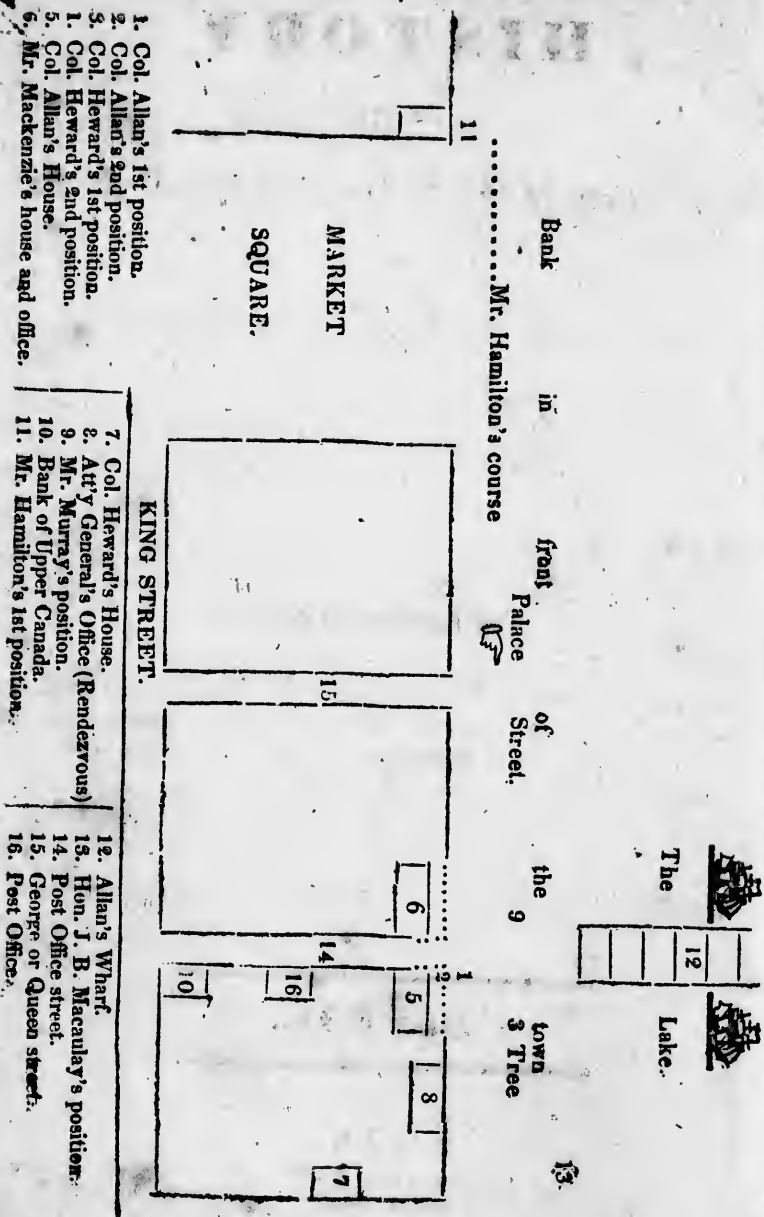 The Lake.
12
Bank in front of the town
Palace Street.
9
3 Tree
13.
11
............Mr. Hamilton's course
1
2
MARKET
SQUARE.
15
6
14
5
8
16
10
7
KING STREET.
1. Col. Allan's 1st position.
2. Col. Allan's 2nd position.
3. Col. Heward's 1st position.
1. Col. Heward's 2nd position.
5. Col. Allan's House.
6. Mr. Mackenzie's house and office.
7. Col. Heward's House.
8. Att'y General's Office (Rendezvous)
9. Mr. Murray's position.
10. Bank of Upper Canada.
11. Mr. Hamilton's 1st position.
12. Allan's Wharf.
13. Hon. J. B. Macaulay's position.
14. Post Office street.
15. George or Queen street.
16. Post Office.